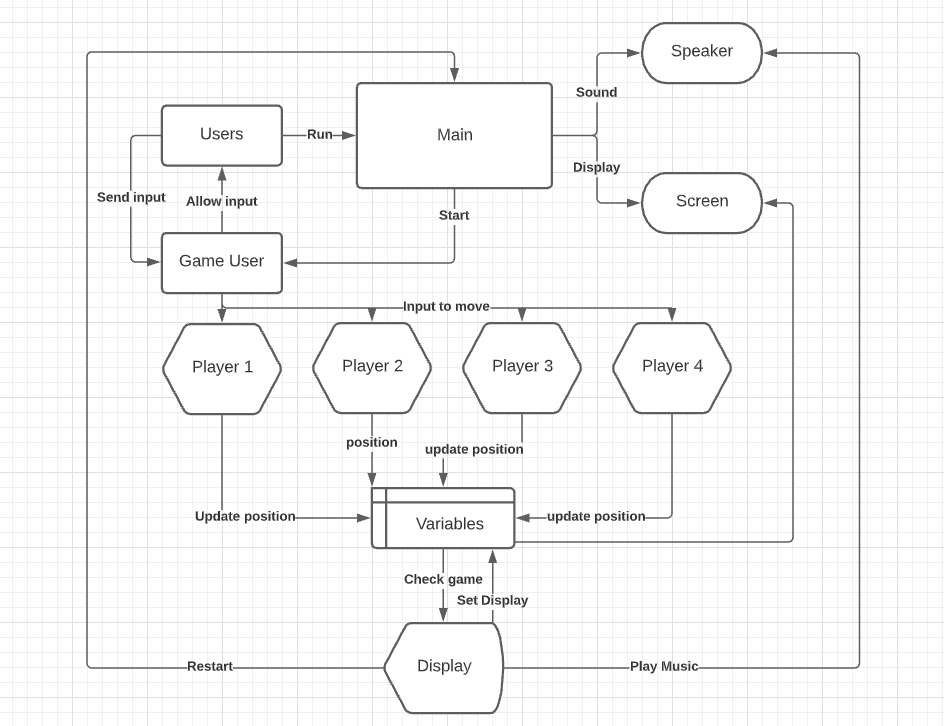 Speaker
Sound
Users
Run
Main
Display
Send input
Allow input
Start
Screen
Game User
Input to move
Player 1
Player 2
Player 3
Player 4
position
update position
Update position
Variables
update position
Check game
Set Display
Restart
Display
Play Music